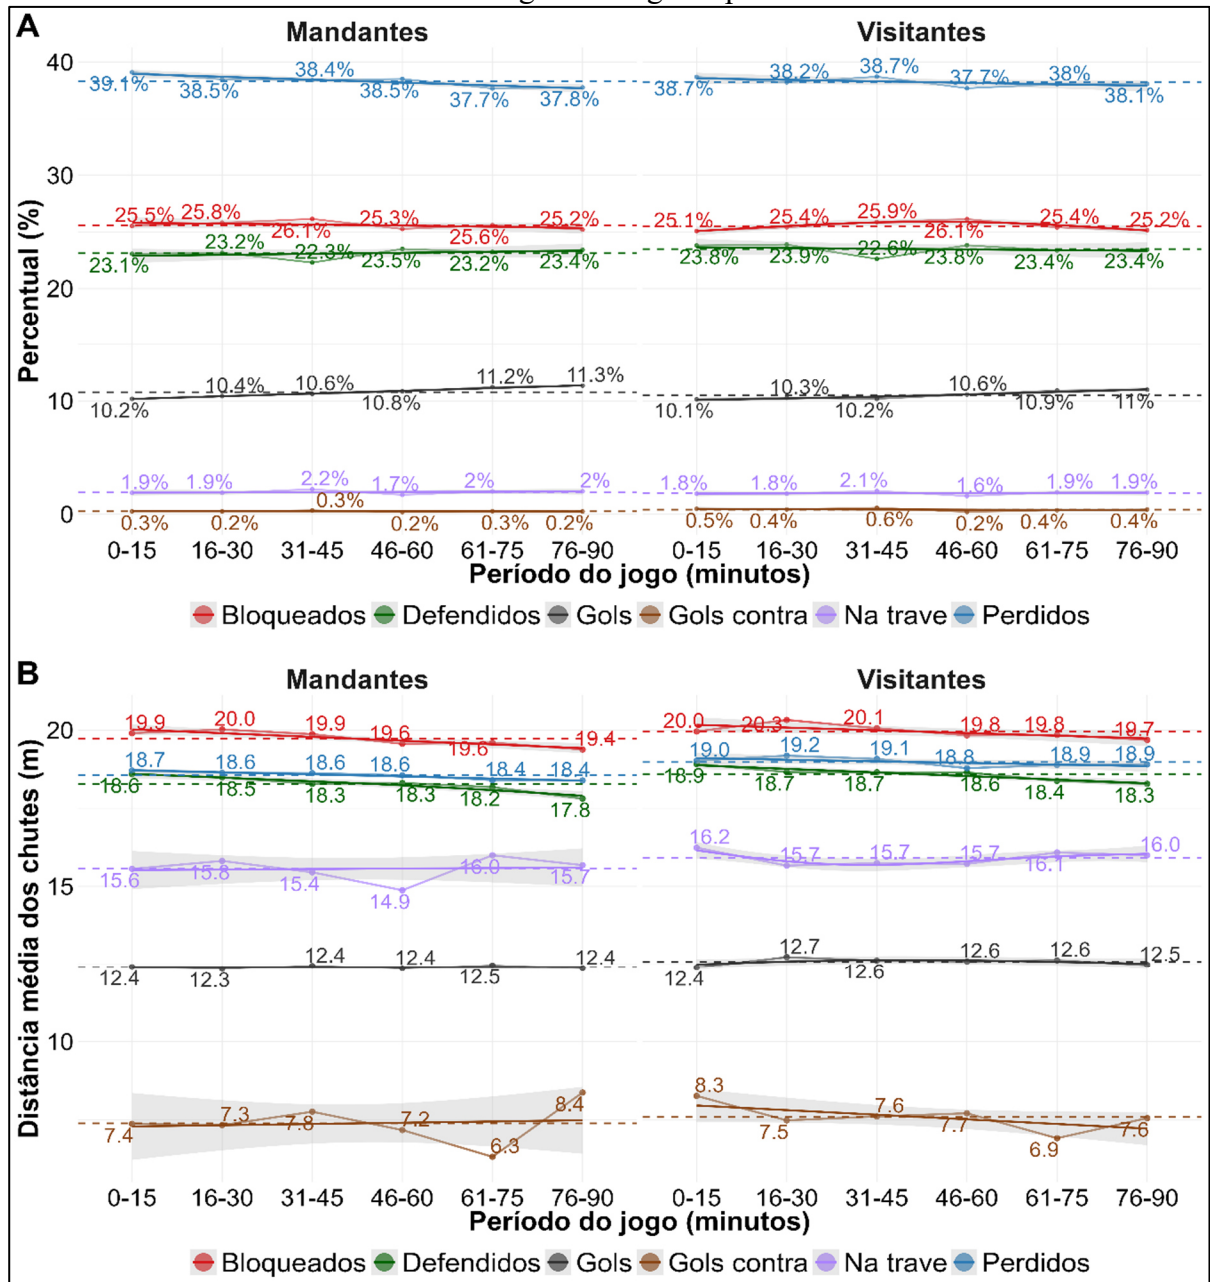 A
Mandantes
Visitantes
Percentual (%)
40
30
20
10
0
39.1% 38.5% 38.4% 38.5% 37.7% 37.8%
25.5% 25.8% 26.1% 25.3% 25.6% 25.2%
23.1% 23.2% 22.3% 23.5% 23.2% 23.4%
10.2% 10.4% 10.6% 10.8% 11.2% 11.3%
1.9% 1.9% 2.2% 1.7% 2% 2%
0.3% 0.2% 0.3% 0.2% 0.3% 0.2%
38.7% 38.2% 38.7% 37.7% 38% 38.1%
25.1% 25.4% 25.9% 26.1% 25.4% 25.2%
23.8% 23.9% 22.6% 23.8% 23.4% 23.4%
10.1% 10.3% 10.2% 10.6% 10.9% 11%
1.8% 1.8% 2.1% 1.6% 1.9% 1.9%
0.5% 0.4% 0.6% 0.2% 0.4% 0.4%
0-15 16-30 31-45 46-60 61-75 76-90
0-15 16-30 31-45 46-60 61-75 76-90
Período do jogo (minutos)
Bloqueados Defendidos Gols Gols contra Na trave Perdidos
B
Mandantes
Visitantes
Distância média dos chutes (m)
20
15
10
19.9 20.0 19.9 19.6 19.6 19.4
18.7 18.6 18.6 18.6 18.4 18.4
18.6 18.5 18.3 18.3 18.2 17.8
15.6 15.8 15.4 14.9 16.0 15.7
12.4 12.3 12.4 12.4 12.5 12.4
7.4 7.3 7.8 7.2 6.3 8.4
20.0 20.3 20.1 19.8 19.8 19.7
19.0 19.2 19.1 18.8 18.9 18.9
18.9 18.7 18.7 18.6 18.4 18.3
16.2 15.7 15.7 15.7 16.1 16.0
12.4 12.7 12.6 12.6 12.6 12.5
8.3 7.5 7.6 7.7 6.9 7.6
0-15 16-30 31-45 46-60 61-75 76-90
0-15 16-30 31-45 46-60 61-75 76-90
Período do jogo (minutos)
Bloqueados Defendidos Gols Gols contra Na trave Perdidos